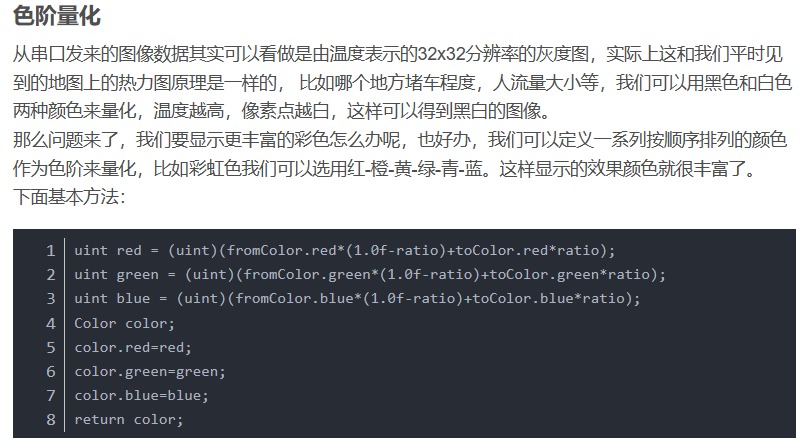 色阶量化
从串口发来的图像数据其实可以看做是由温度表示的32x32分辨率的灰度图，实际上这和我们平时见
到的地图上的热力图原理是一样的， 比如哪个地方堵车程度，人流量大小等，我们可以用黑色和白色
两种颜色来量化，温度越高，像素点越白，这样可以得到黑白的图像。
那么问题来了，我们要显示更丰富的彩色怎么办呢，也好办，我们可以定义一系列按顺序排列的颜色
作为色阶来量化，比如彩虹色我们可以选用红-橙-黄-绿-青-蓝。这样显示的效果颜色就很丰富了。
下面基本方法：
1 uint red = (uint)(fromColor.red*(1.0f-ratio)+toColor.red*ratio);
2 uint green = (uint)(fromColor.green*(1.0f-ratio)+toColor.green*ratio);
3 uint blue = (uint)(fromColor.blue*(1.0f-ratio)+toColor.blue*ratio);
4 Color color;
5 color.red=red;
6 color.green=green;
7 color.blue=blue;
8 return color;